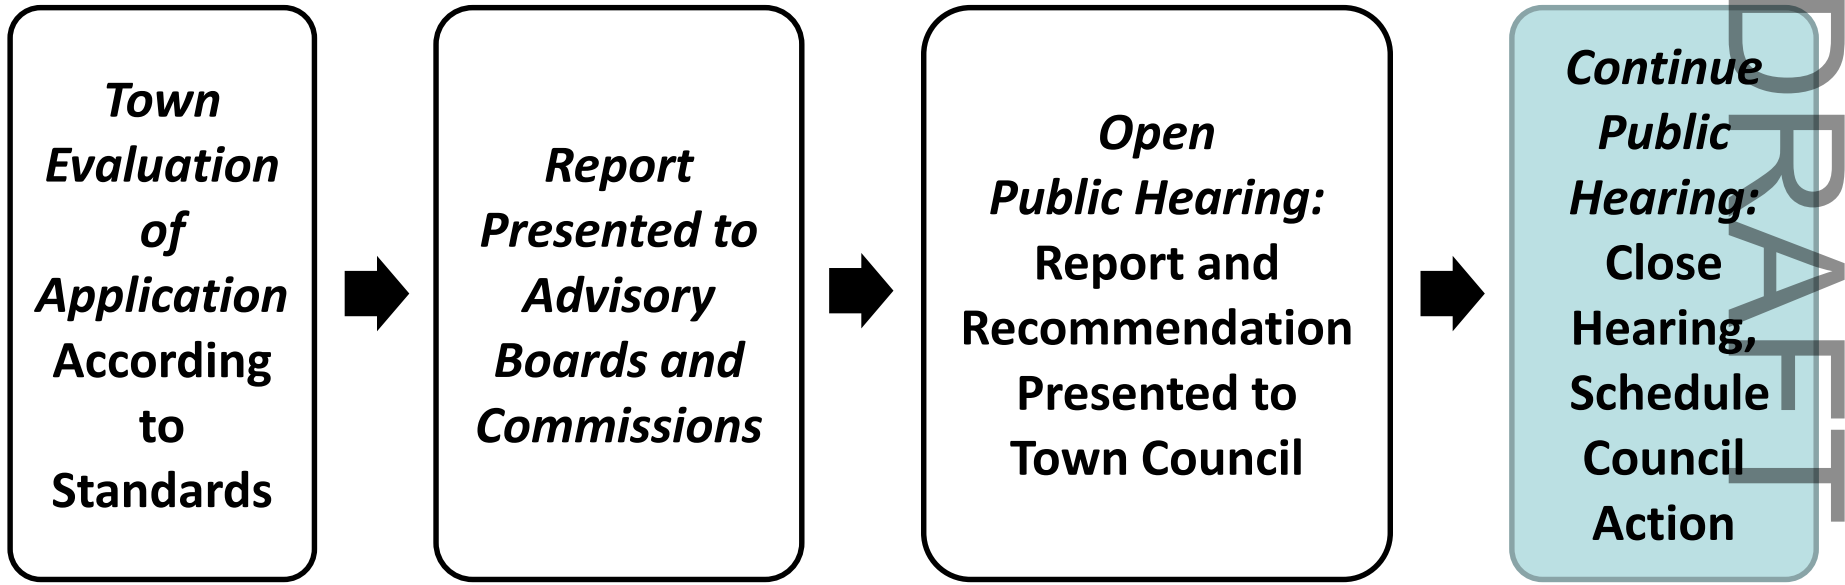 Town
Evaluation
of
Application
According
to
Standards
Report
Presented to
Advisory
Boards and
Commissions
Open
Public Hearing:
Report and
Recommendation
Presented to
Town Council
Continue
Public
Hearing:
Close
Hearing,
Schedule
Council
Action
DRAFT